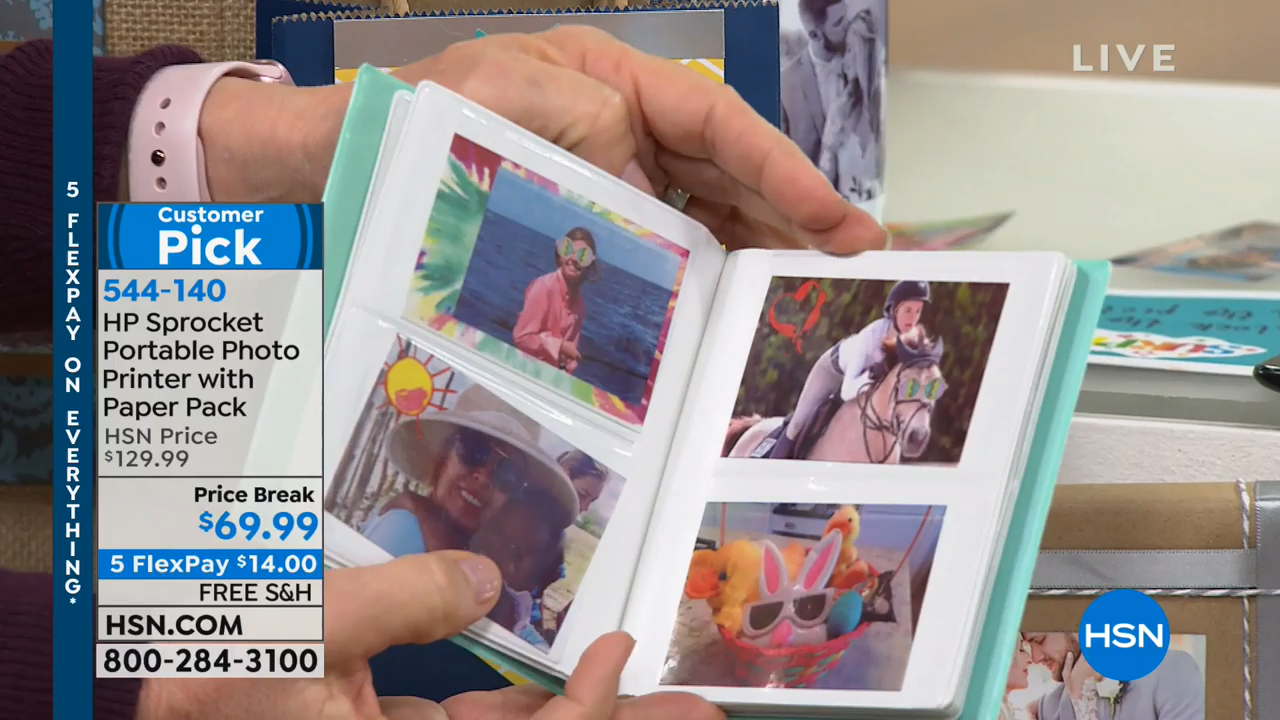 LIVE
5 FLEXPAY ON EVERYTHING*
Customer
Pick
544-140
HP Sprocket
Portable Photo
Printer with
Paper Pack
HSN Price
$129.99
Price Break
$69.99
5 FlexPay $14.00
FREE S&H
HSN.COM
800-284-3100
HSN